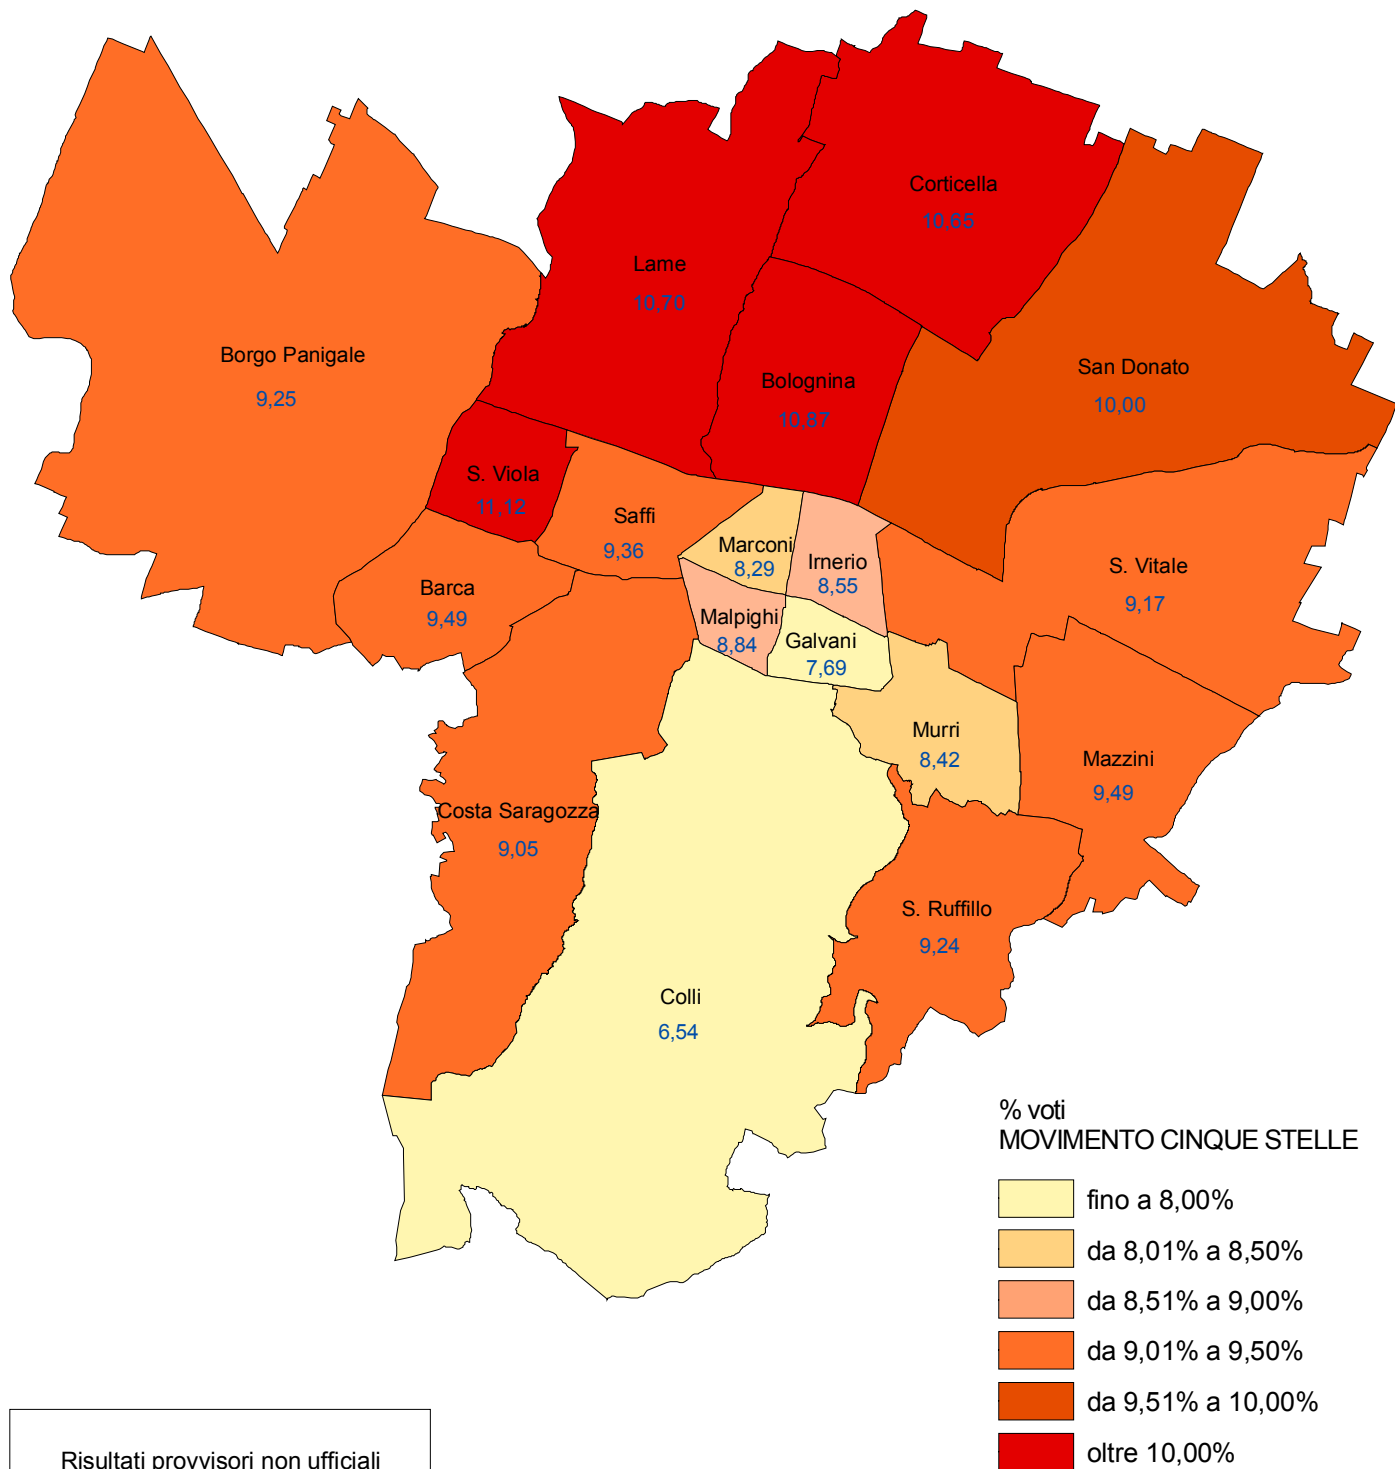 Corticella
10,65
Lame
10,70
Borgo Panigale
9,25
San Donato
10,00
Bolognina
10,87
S. Viola
11,12
Saffi
9,36
Marconi
8,29
Irnerio
8,55
S. Vitale
9,17
Barca
9,49
Malpighi
8,84
Galvani
7,69
Murri
8,42
Mazzini
9,49
Costa Saragozza
9,05
S. Ruffillo
9,24
Colli
6,54
% voti
MOVIMENTO CINQUE STELLE
fino a 8,00%
da 8,01% a 8,50%
da 8,51% a 9,00%
da 9,01% a 9,50%
da 9,51% a 10,00%
oltre 10,00%
Risultati provvisori non ufficiali